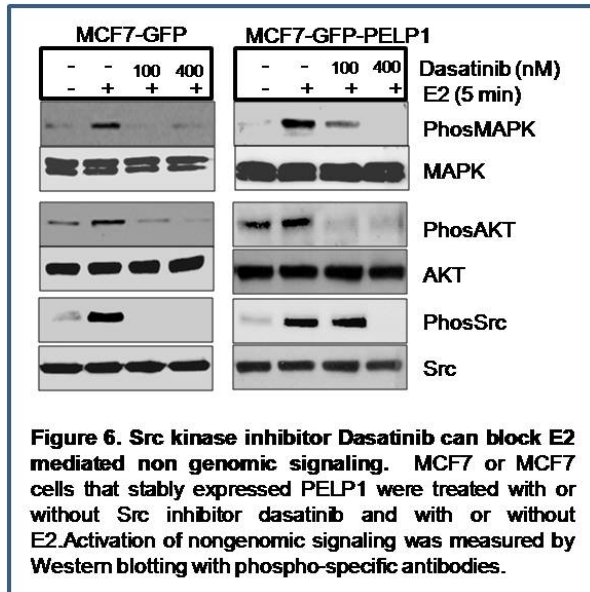 MCF7-GFP MCF7-GFP-PELP1
- - 100 400 - - 100 400 Dasatinib (nM)
- + + + - + + + E2 (5 min)
PhosMAPK
MAPK
PhosAKT
AKT
PhosSrc
Src
Figure 6. Src kinase inhibitor Dasatinib can block E2
mediated non genomic signaling. MCF7 or MCF7
cells that stably expressed PELP1 were treated with or
without Src inhibitor dasatinib and with or without
E2.Activation of nongenomic signaling was measured by
Western blotting with phospho-specific antibodies.